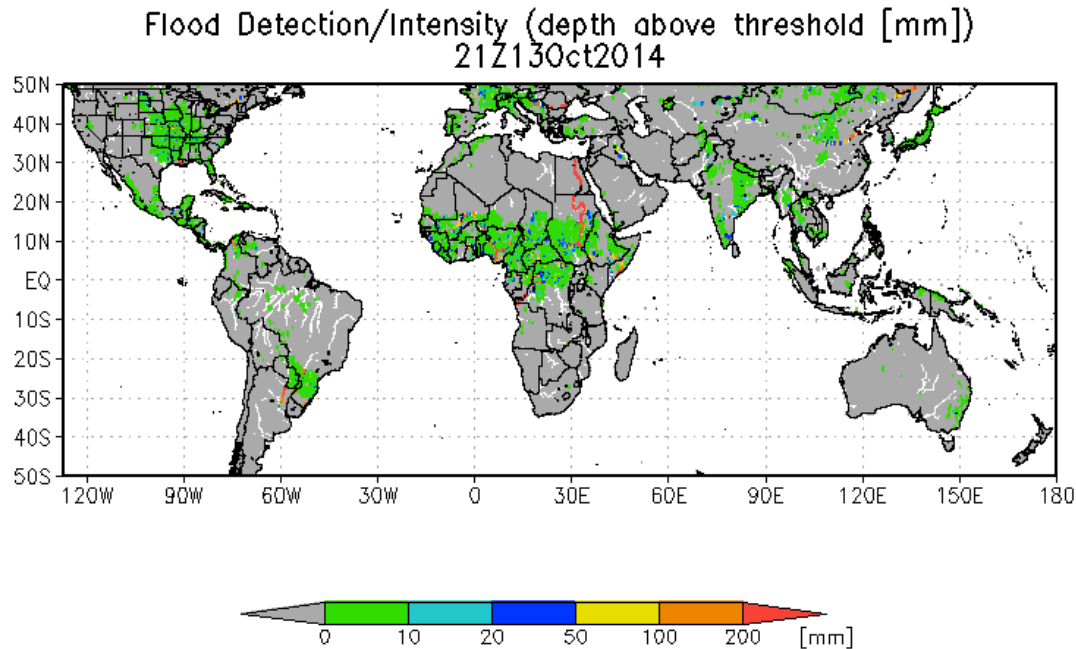 Flood Detection/Intensity (depth above threshold [mm])
21Z13Oct2014
50N
40N
30N
20N
10N
EQ
10S
20S
30S
40S
50S
120W 90W 60W 30W 0 30E 60E 90E 120E 150E 180
0 10 20 50 100 200 [mm]